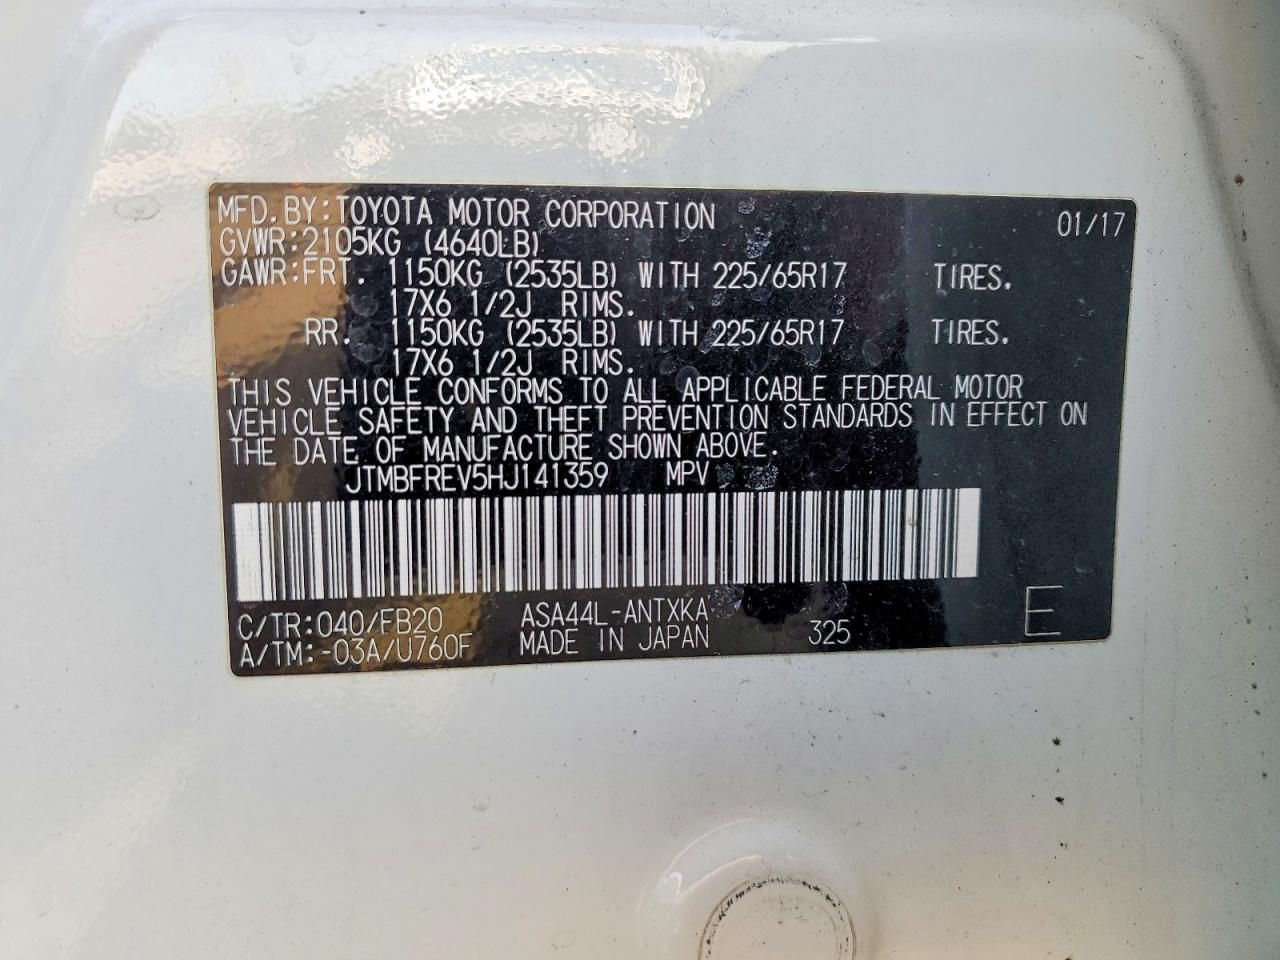 MFD. BY: TOYOTA MOTOR CORPORATION 01/17
GVWR: 2105KG (4640LB)
GAWR: FRT. 1150KG (2535LB) WITH 225/65R17 TIRES.
17X6 1/2J RIMS.
RR. 1150KG (2535LB) WITH 225/65R17 TIRES.
17X6 1/2J RIMS.
THIS VEHICLE CONFORMS TO ALL APPLICABLE FEDERAL MOTOR
VEHICLE SAFETY AND THEFT PREVENTION STANDARDS IN EFFECT ON
THE DATE OF MANUFACTURE SHOWN ABOVE.
JTMBFREV5HJ141359 MPV
C/TR: 040/FB20 ASA44L-ANTXKA
A/TM: -03A/U760F MADE IN JAPAN 325 E